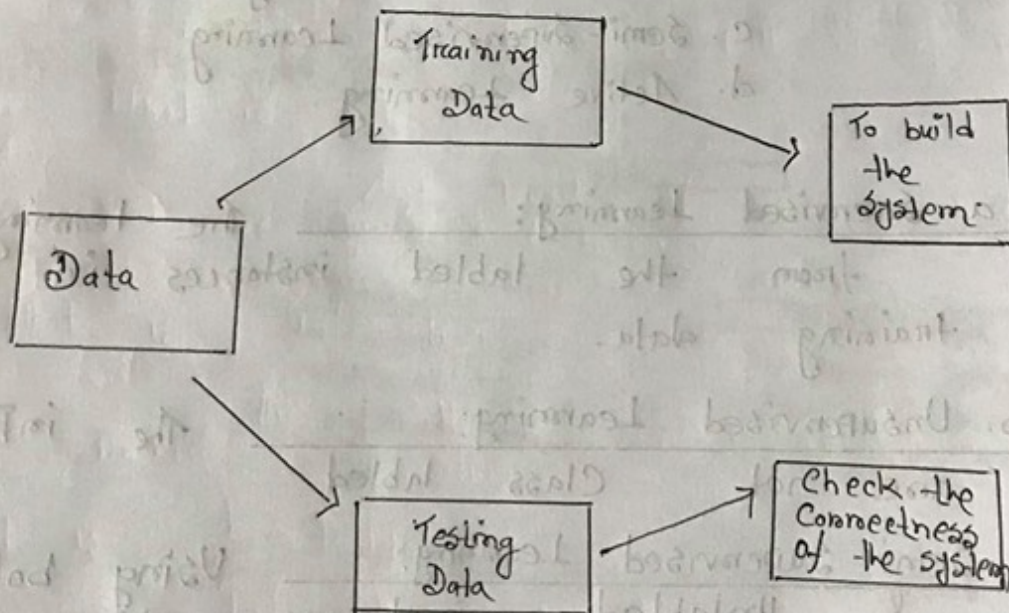 Training
Data
To build
the
System.
Data
Testing
Data
Check the
Correctness
of the system